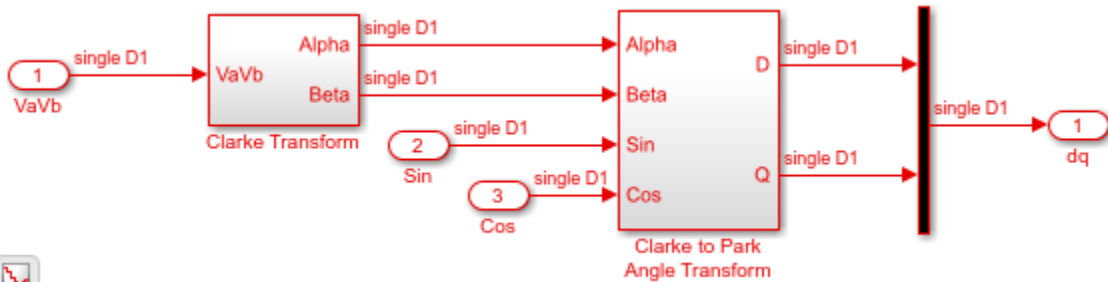 single D1
1
VaVb
VaVb
Alpha
Beta
Clarke Transform
single D1
single D1
2
Sin
single D1
3
Cos
single D1
Alpha
Beta
Sin
Cos
D
Q
Clarke to Park
Angle Transform
single D1
single D1
single D1
1
dq